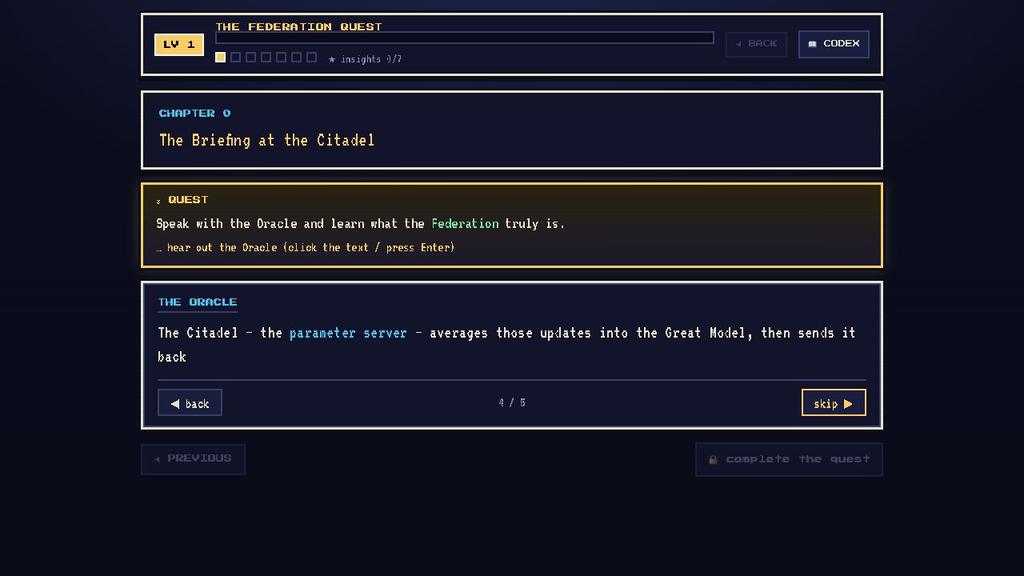 THE FEDERATION QUEST
LV 1
◂ BACK
CODEX
★ insights 0/7
CHAPTER 0
The Briefing at the Citadel
QUEST
Speak with the Oracle and learn what the Federation truly is.
… hear out the Oracle (click the text / press Enter)
THE ORACLE
The Citadel – the parameter server – averages those updates into the Great Model, then sends it
back
◀ back
4 / 5
skip ▶
◂ PREVIOUS
complete the quest